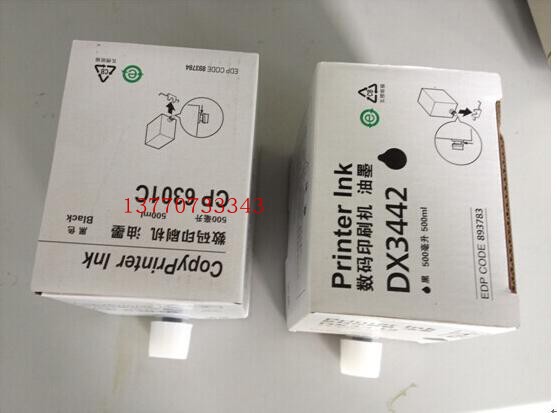 CopyPrinter Ink
数码印刷机 油墨
CP 6301C
500毫升 500ml
黑色 Black
EDP CODE 893784
Printer Ink
数码印刷机 油墨
DX3442
黑 500毫升 500ml
EDP CODE 893783
13770733343